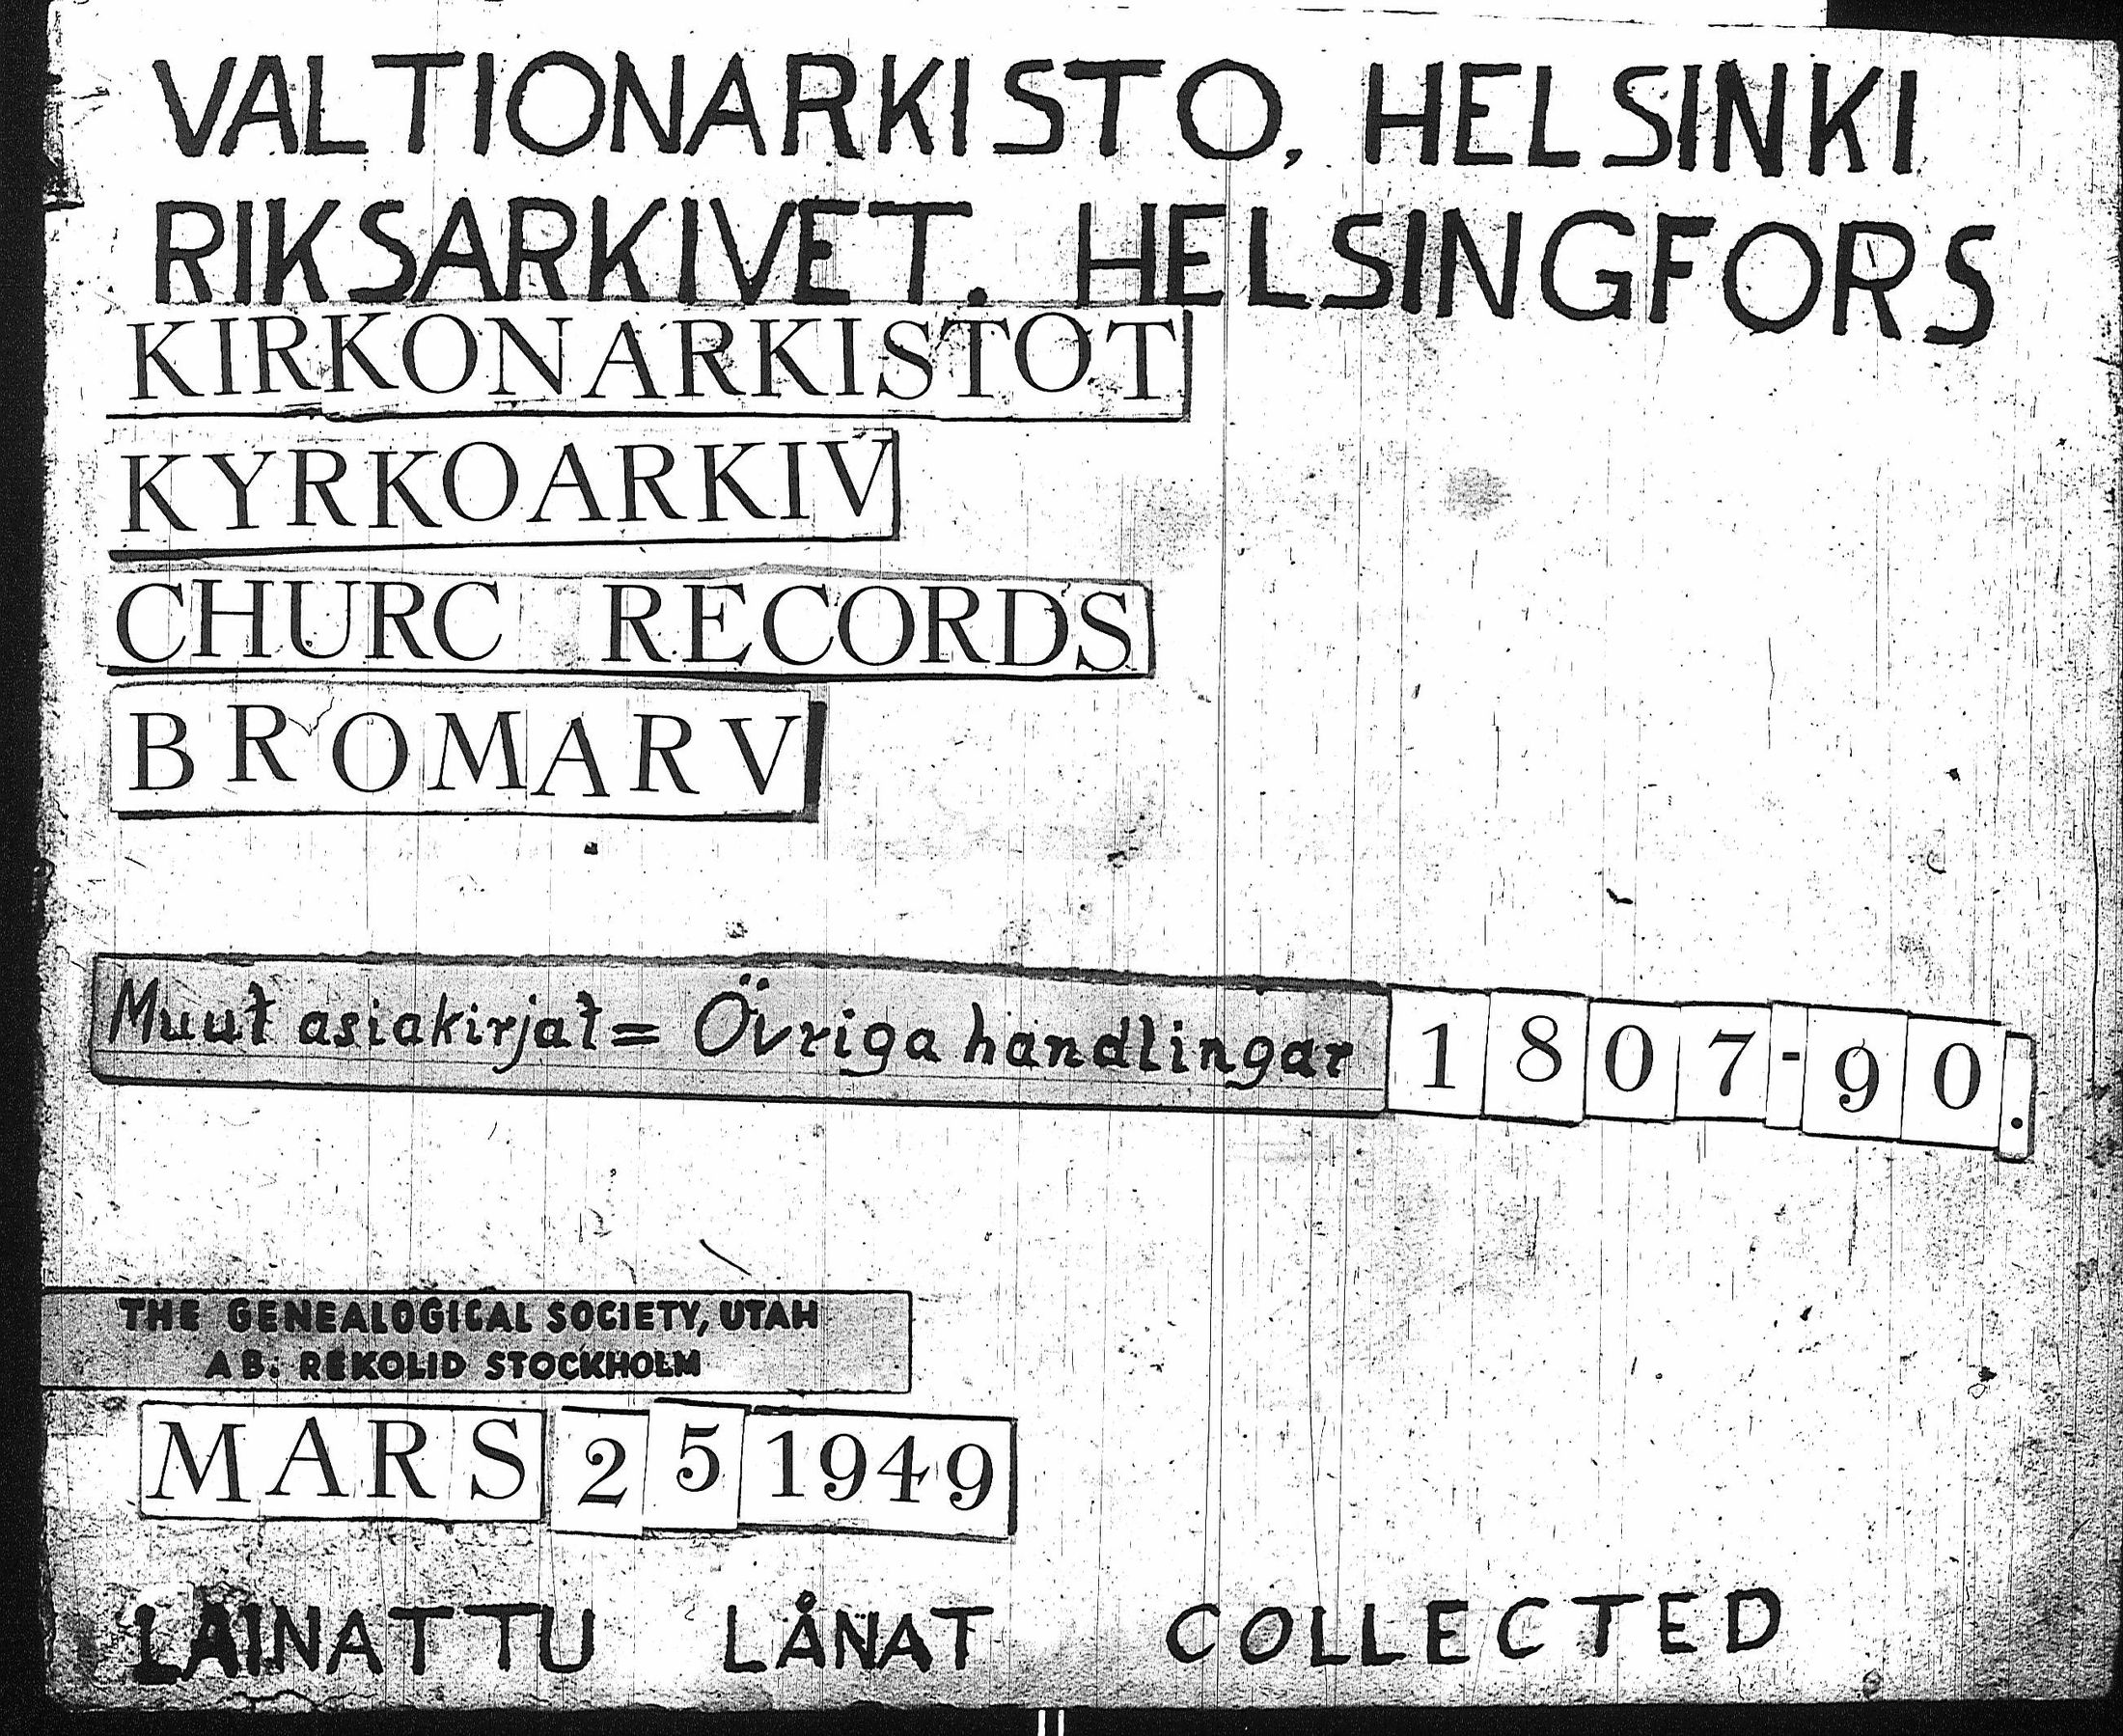 VALTIONARKISTO, HELSINKI
RIKSARKIVET. HELSINGFORS
KIRKONARKISTOT
KYRKOARKIV
CHURC RECORDS
BROMARV
Muut asiakirjat = Övriga handlingar 1807-90.
THE GENEALOGICAL SOCIETY, UTAH
AB. REKOLID STOCKHOLM
MARS 25 1949
LAINATTU LÅNAT COLLECTED